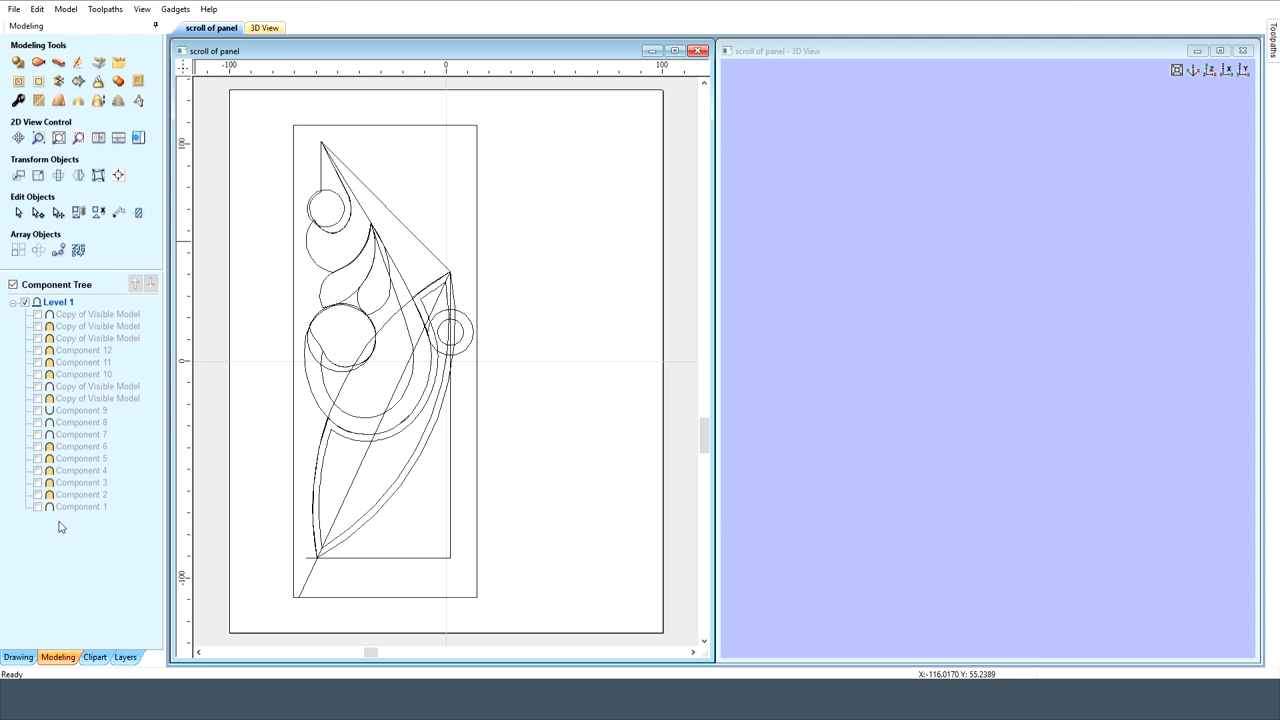 File Edit Model Toolpaths View Gadgets Help
Modeling
scroll of panel 3D View
Toolpaths
Modeling Tools
2D View Control
Transform Objects
Edit Objects
Array Objects
Component Tree
Level 1
Copy of Visible Model
Copy of Visible Model
Copy of Visible Model
Component 12
Component 11
Component 10
Copy of Visible Model
Copy of Visible Model
Component 9
Component 8
Component 7
Component 6
Component 5
Component 4
Component 3
Component 2
Component 1
Drawing Modeling Clipart Layers
scroll of panel
-100 0 100
100
0
-100
scroll of panel - 3D View
Z X Y
Ready
X:-116.0170 Y: 55.2389